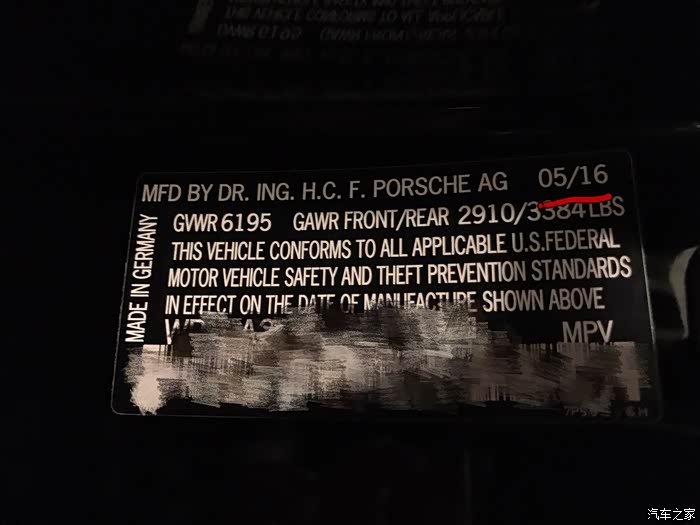 MFD BY DR. ING. H.C. F. PORSCHE AG 05/16
GVWR 6195 GAWR FRONT/REAR 2910/3384 LBS
THIS VEHICLE CONFORMS TO ALL APPLICABLE U.S.FEDERAL
MOTOR VEHICLE SAFETY AND THEFT PREVENTION STANDARDS
IN EFFECT ON THE DATE OF MANUFACTURE SHOWN ABOVE
MPV
MADE IN GERMANY
汽车之家